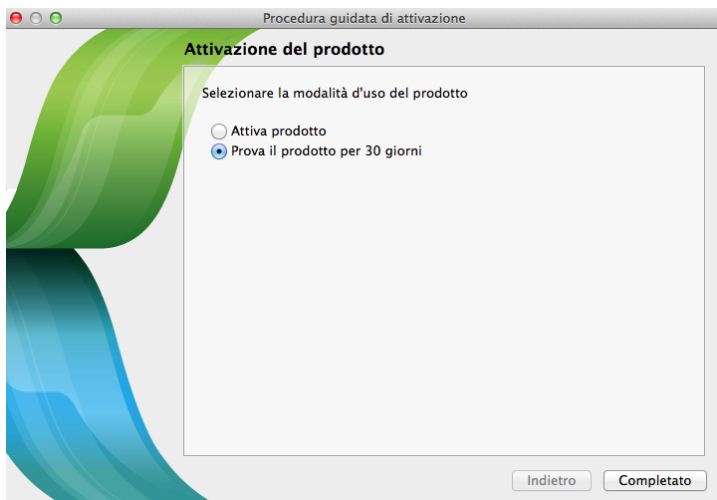 Procedura guidata di attivazione
Attivazione del prodotto
Selezionare la modalità d'uso del prodotto
Attiva prodotto
Prova il prodotto per 30 giorni
Indietro
Completato